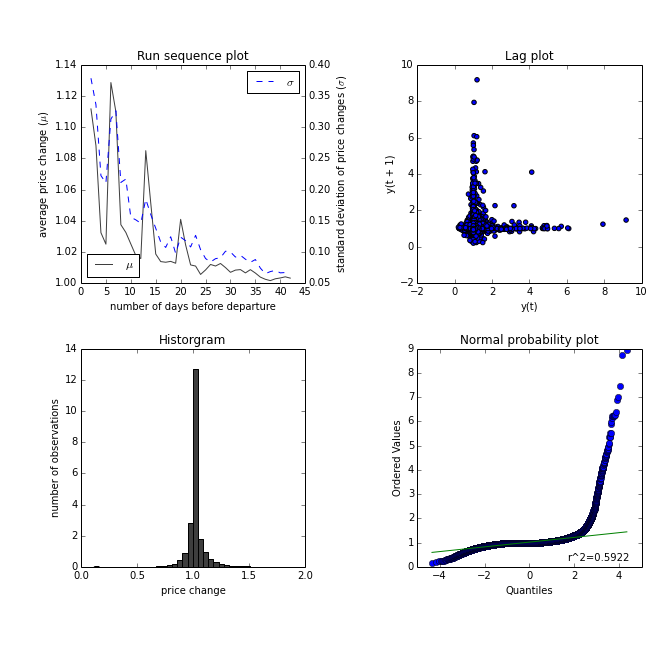 Run sequence plot
1.14
1.12
1.10
1.08
1.06
1.04
1.02
1.00
average price change (μ)
0.40
0.35
0.30
0.25
0.20
0.15
0.10
0.05
standard deviation of price changes (σ)
σ
μ
0 5 10 15 20 25 30 35 40 45
number of days before departure
Lag plot
10
8
6
4
2
0
−2
y(t + 1)
−2 0 2 4 6 8 10
y(t)
Historgram
14
12
10
8
6
4
2
0
number of observations
0.0 0.5 1.0 1.5 2.0
price change
Normal probability plot
9
8
7
6
5
4
3
2
1
0
Ordered Values
r^2=0.5922
−4 −2 0 2 4
Quantiles